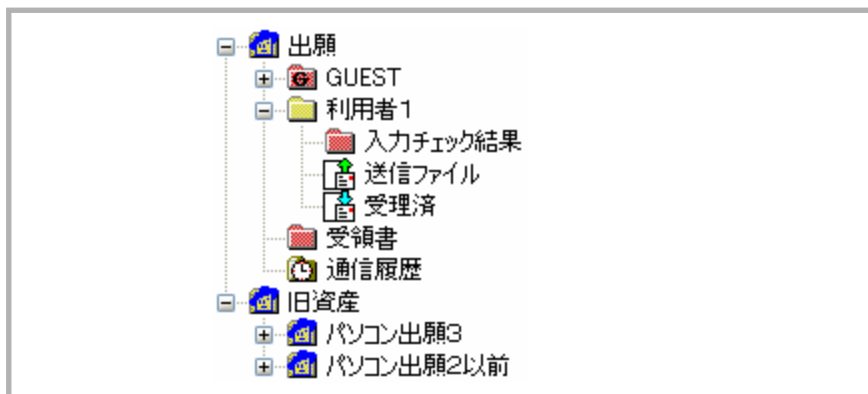 出願
GUEST
利用者1
入力チェック結果
送信ファイル
受理済
受領書
通信履歴
旧資産
パソコン出願3
パソコン出願2以前